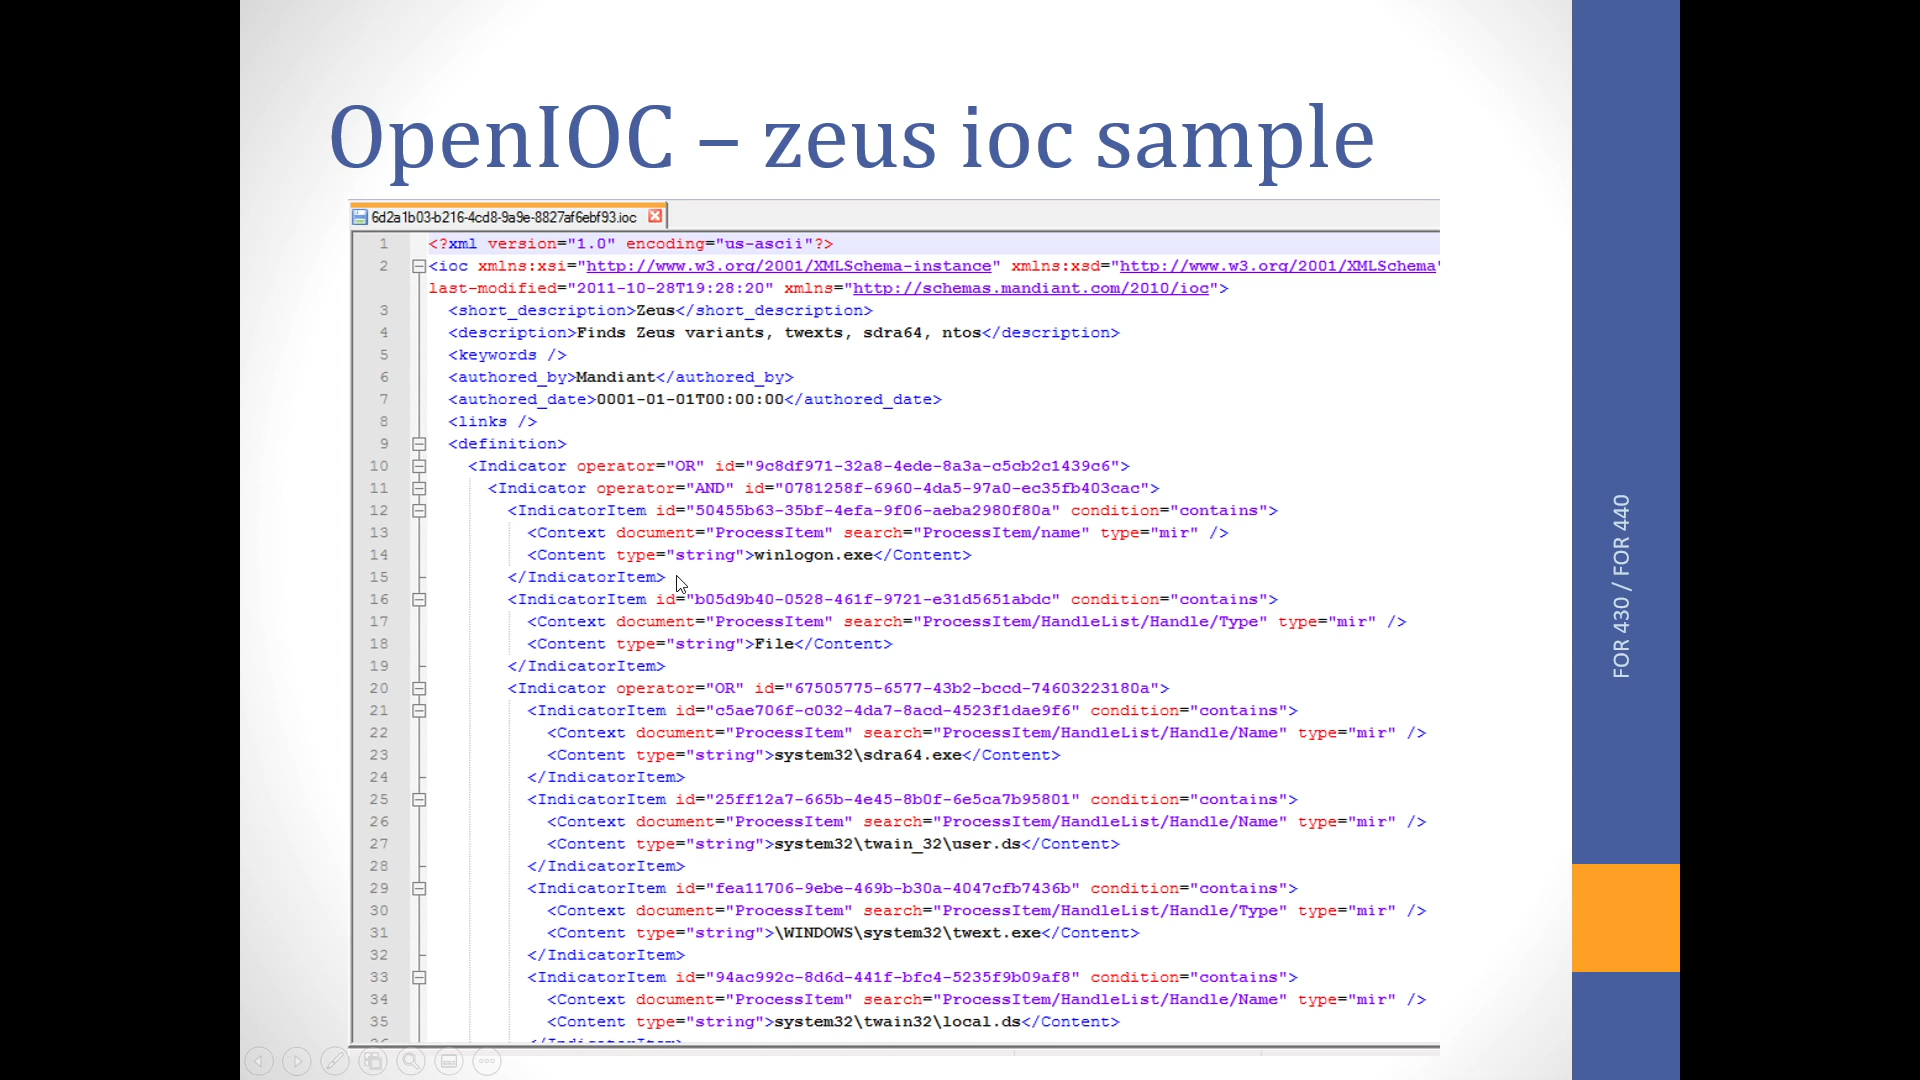 OpenIOC – zeus ioc sample
6d2a1b03-b216-4cd8-9a9e-8827af6ebf93.ioc
1 <?xml version="1.0" encoding="us-ascii"?>
2 <ioc xmlns:xsi="http://www.w3.org/2001/XMLSchema-instance" xmlns:xsd="http://www.w3.org/2001/XMLSchema"
last-modified="2011-10-28T19:28:20" xmlns="http://schemas.mandiant.com/2010/ioc">
3 <short_description>Zeus</short_description>
4 <description>Finds Zeus variants, twexts, sdra64, ntos</description>
5 <keywords />
6 <authored_by>Mandiant</authored_by>
7 <authored_date>0001-01-01T00:00:00</authored_date>
8 <links />
9 <definition>
10 <Indicator operator="OR" id="9c8df971-32a8-4ede-8a3a-c5cb2c1439c6">
11 <Indicator operator="AND" id="0781258f-6960-4da5-97a0-ec35fb403cac">
12 <IndicatorItem id="50455b63-35bf-4efa-9f06-aeba2980f80a" condition="contains">
13 <Context document="ProcessItem" search="ProcessItem/name" type="mir" />
14 <Content type="string">winlogon.exe</Content>
15 </IndicatorItem>
16 <IndicatorItem id="b05d9b40-0528-461f-9721-e31d5651abdc" condition="contains">
17 <Context document="ProcessItem" search="ProcessItem/HandleList/Handle/Type" type="mir" />
18 <Content type="string">File</Content>
19 </IndicatorItem>
20 <Indicator operator="OR" id="67505775-6577-43b2-bccd-74603223180a">
21 <IndicatorItem id="c5ae706f-c032-4da7-8acd-4523f1dae9f6" condition="contains">
22 <Context document="ProcessItem" search="ProcessItem/HandleList/Handle/Name" type="mir" />
23 <Content type="string">system32\sdra64.exe</Content>
24 </IndicatorItem>
25 <IndicatorItem id="25ff12a7-665b-4e45-8b0f-6e5ca7b95801" condition="contains">
26 <Context document="ProcessItem" search="ProcessItem/HandleList/Handle/Name" type="mir" />
27 <Content type="string">system32\twain_32\user.ds</Content>
28 </IndicatorItem>
29 <IndicatorItem id="fea11706-9ebe-469b-b30a-4047cfb7436b" condition="contains">
30 <Context document="ProcessItem" search="ProcessItem/HandleList/Handle/Type" type="mir" />
31 <Content type="string">\WINDOWS\system32\twext.exe</Content>
32 </IndicatorItem>
33 <IndicatorItem id="94ac992c-8d6d-441f-bfc4-5235f9b09af8" condition="contains">
34 <Context document="ProcessItem" search="ProcessItem/HandleList/Handle/Name" type="mir" />
35 <Content type="string">system32\twain32\local.ds</Content>
FOR 430 / FOR 440